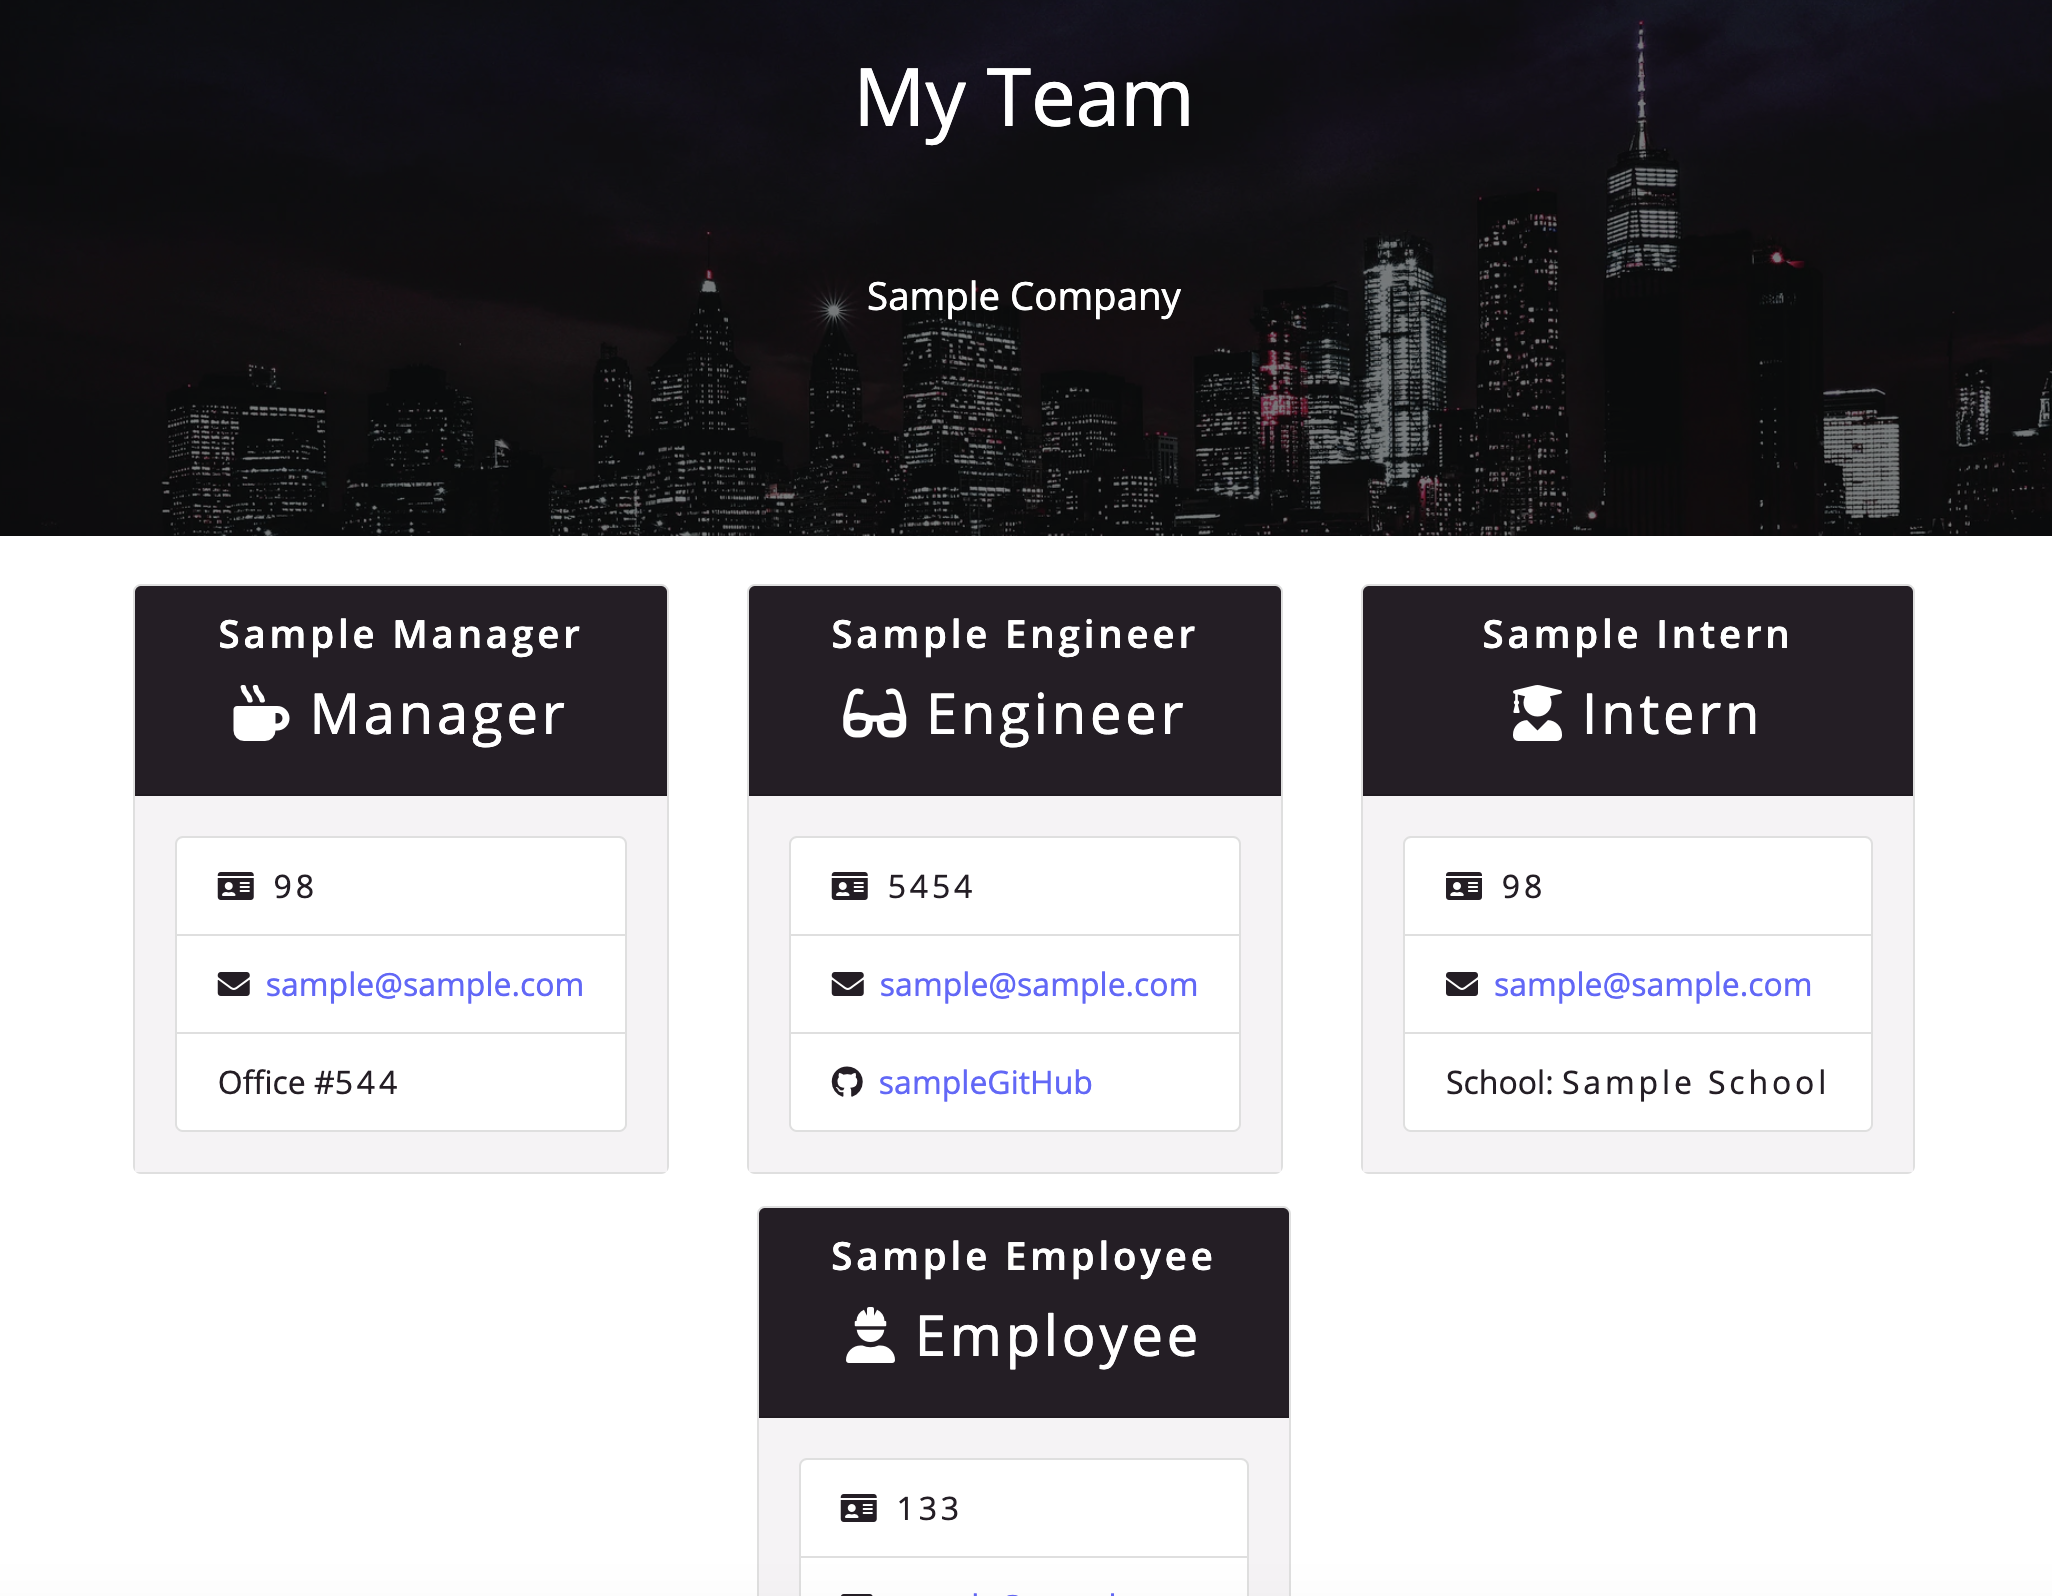 My Team
Sample Company
Sample Manager
Manager
98
sample@sample.com
Office #544
Sample Engineer
Engineer
5454
sample@sample.com
sampleGitHub
Sample Intern
Intern
98
sample@sample.com
School: Sample School
Sample Employee
Employee
133